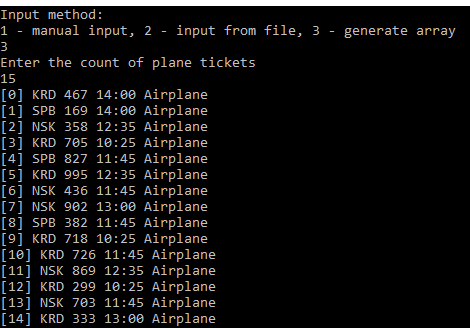 Input method:
1 - manual input, 2 - input from file, 3 - generate array
3
Enter the count of plane tickets
15
[0] KRD 467 14:00 Airplane
[1] SPB 169 14:00 Airplane
[2] NSK 358 12:35 Airplane
[3] KRD 705 10:25 Airplane
[4] SPB 827 11:45 Airplane
[5] KRD 995 12:35 Airplane
[6] NSK 436 11:45 Airplane
[7] NSK 902 13:00 Airplane
[8] SPB 382 11:45 Airplane
[9] KRD 718 10:25 Airplane
[10] KRD 726 11:45 Airplane
[11] NSK 869 12:35 Airplane
[12] KRD 299 10:25 Airplane
[13] NSK 703 11:45 Airplane
[14] KRD 333 13:00 Airplane